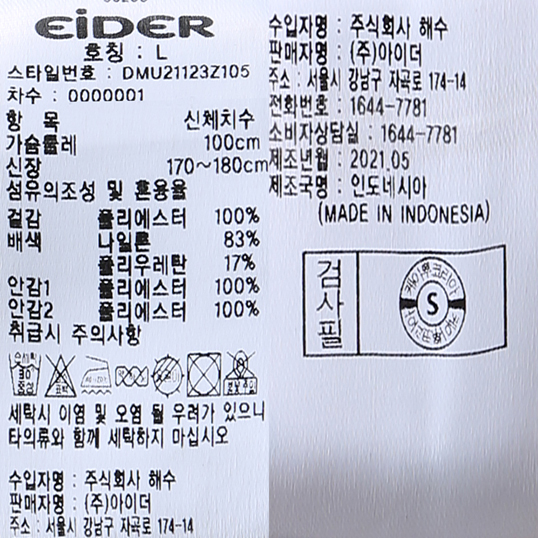 EiDER
호칭 : L
스타일번호 : DMU21123Z105
차수 : 0000001
항 목 신체치수
가슴둘레 100cm
신장 170~180cm
섬유의조성 및 혼용율
겉감 폴리에스터 100%
배색 나일론 83%
폴리우레탄 17%
안감1 폴리에스터 100%
안감2 폴리에스터 100%
취급시 주의사항
30
중성
세탁시 이염 및 오염 될 우려가 있으니
타의류와 함께 세탁하지 마십시오
수입자명 : 주식회사 해수
판매자명 : (주)아이더
주소 : 서울시 강남구 자곡로 174-14
수입자명 : 주식회사 해수
판매자명 : (주)아이더
주소 : 서울시 강남구 자곡로 174-14
전화번호 : 1644-7781
소비자상담실 : 1644-7781
제조년월 : 2021.05
제조국명 : 인도네시아
(MADE IN INDONESIA)
검사필
S